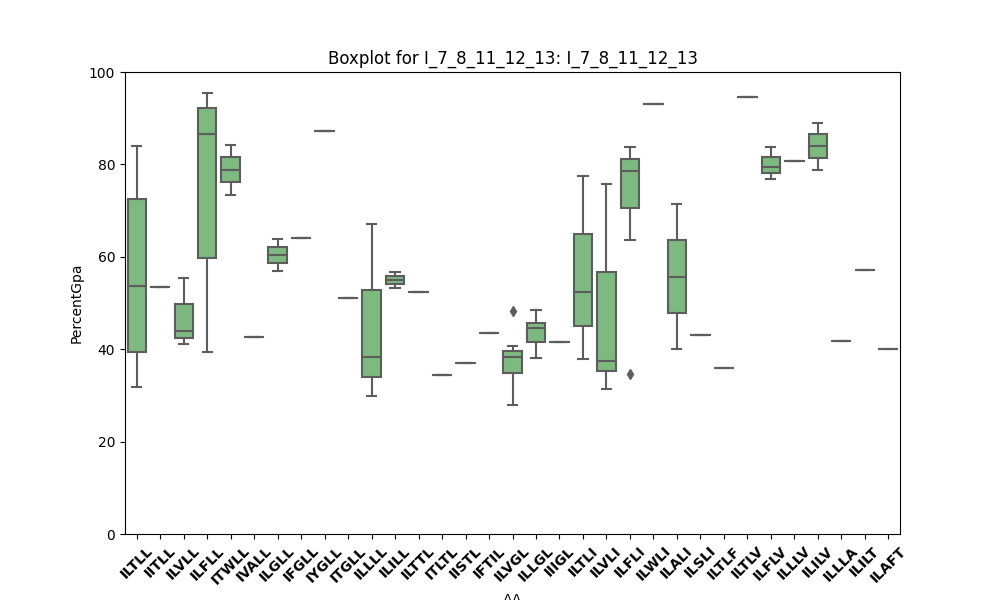 Boxplot for I_7_8_11_12_13: I_7_8_11_12_13
100
80
60
40
20
0
PercentGpa
ILTLL IITLL ILVLL ILFLL ITWLL IVALL ILGLL IFGLL IYGLL ITGLL ILLLL ILILL ILTTL ITLTL IISTL IFTIL ILVGL ILLGL IIIGL ILTLI ILVLI ILFLI ILWLI ILALI ILSLI ILTLF ILTLV ILFLV ILLLV ILILV ILLLA ILILT ILAFT
AA